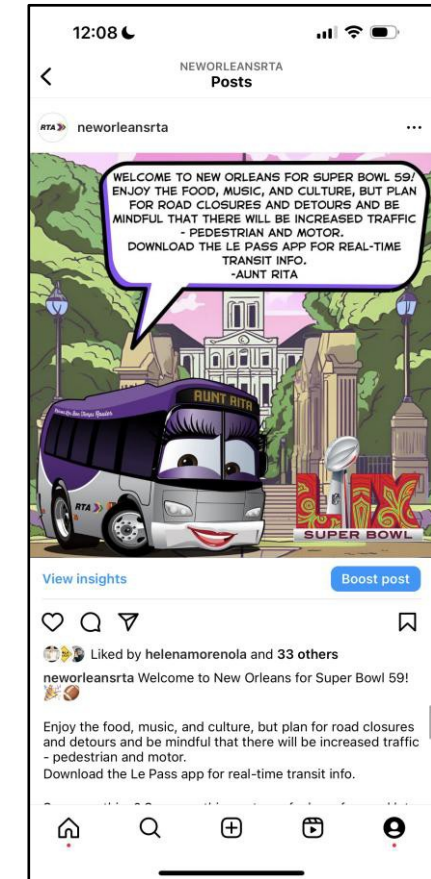 12:08
NEWORLEANSRTA
Posts
RTA neworleansrta
WELCOME TO NEW ORLEANS FOR SUPER BOWL 59!
ENJOY THE FOOD, MUSIC, AND CULTURE, BUT PLAN
FOR ROAD CLOSURES AND DETOURS AND BE
MINDFUL THAT THERE WILL BE INCREASED TRAFFIC
- PEDESTRIAN AND MOTOR.
DOWNLOAD THE LE PASS APP FOR REAL-TIME
TRANSIT INFO.
-AUNT RITA
AUNT RITA
RTA
LIX
SUPER BOWL
View insights
Boost post
Liked by helenamorenola and 33 others
neworleansrta Welcome to New Orleans for Super Bowl 59!
🎉🏈
Enjoy the food, music, and culture, but plan for road closures
and detours and be mindful that there will be increased traffic
- pedestrian and motor.
Download the Le Pass app for real-time transit info.